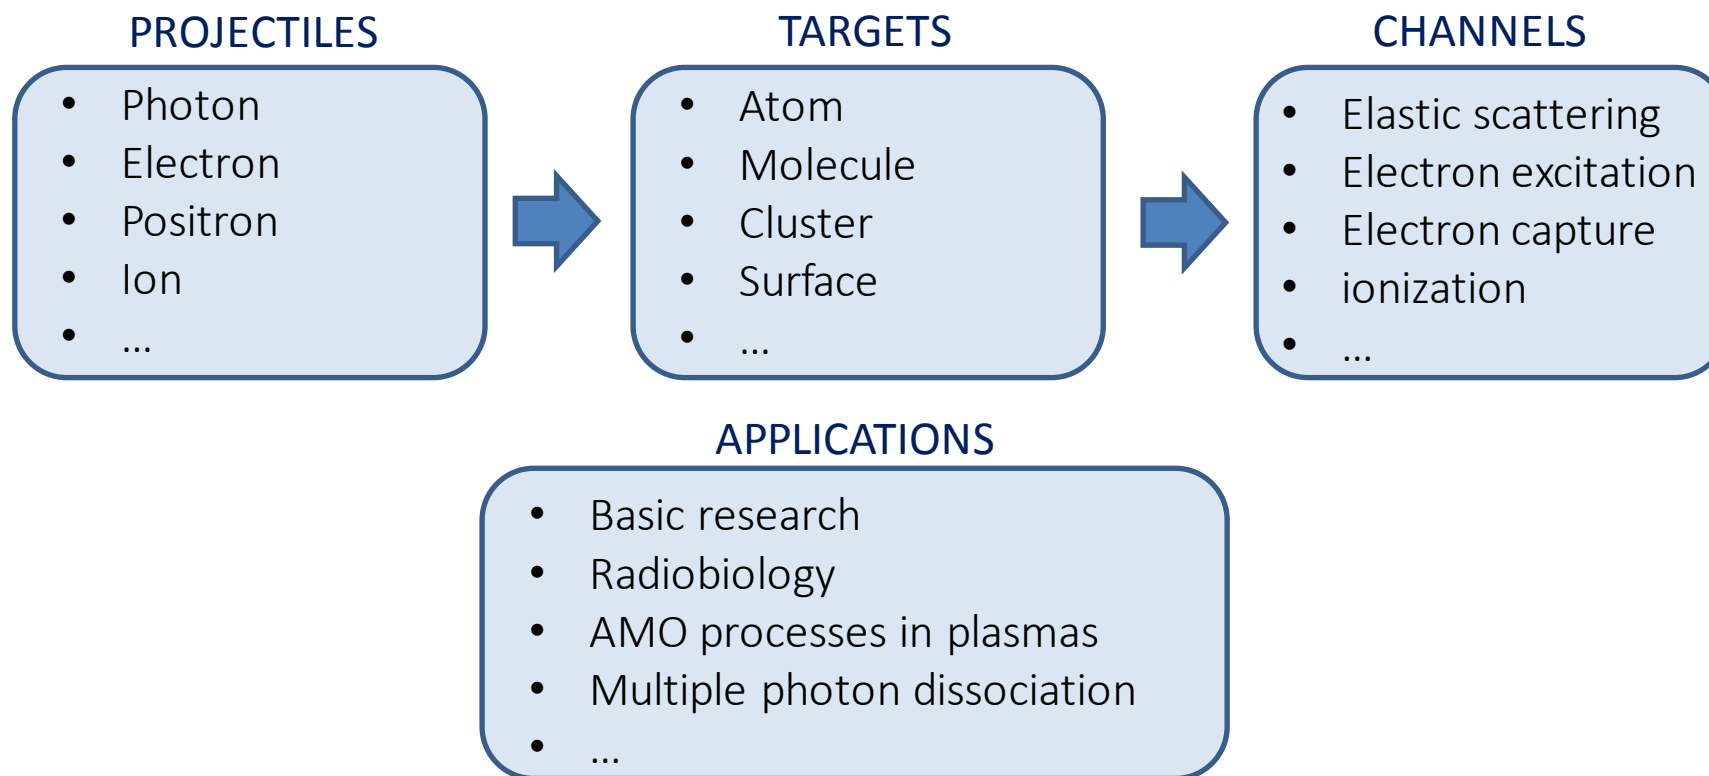 PROJECTILES
• Photon
• Electron
• Positron
• Ion
• ...
TARGETS
• Atom
• Molecule
• Cluster
• Surface
• ...
CHANNELS
• Elastic scattering
• Electron excitation
• Electron capture
• ionization
• ...
APPLICATIONS
• Basic research
• Radiobiology
• AMO processes in plasmas
• Multiple photon dissociation
• ...